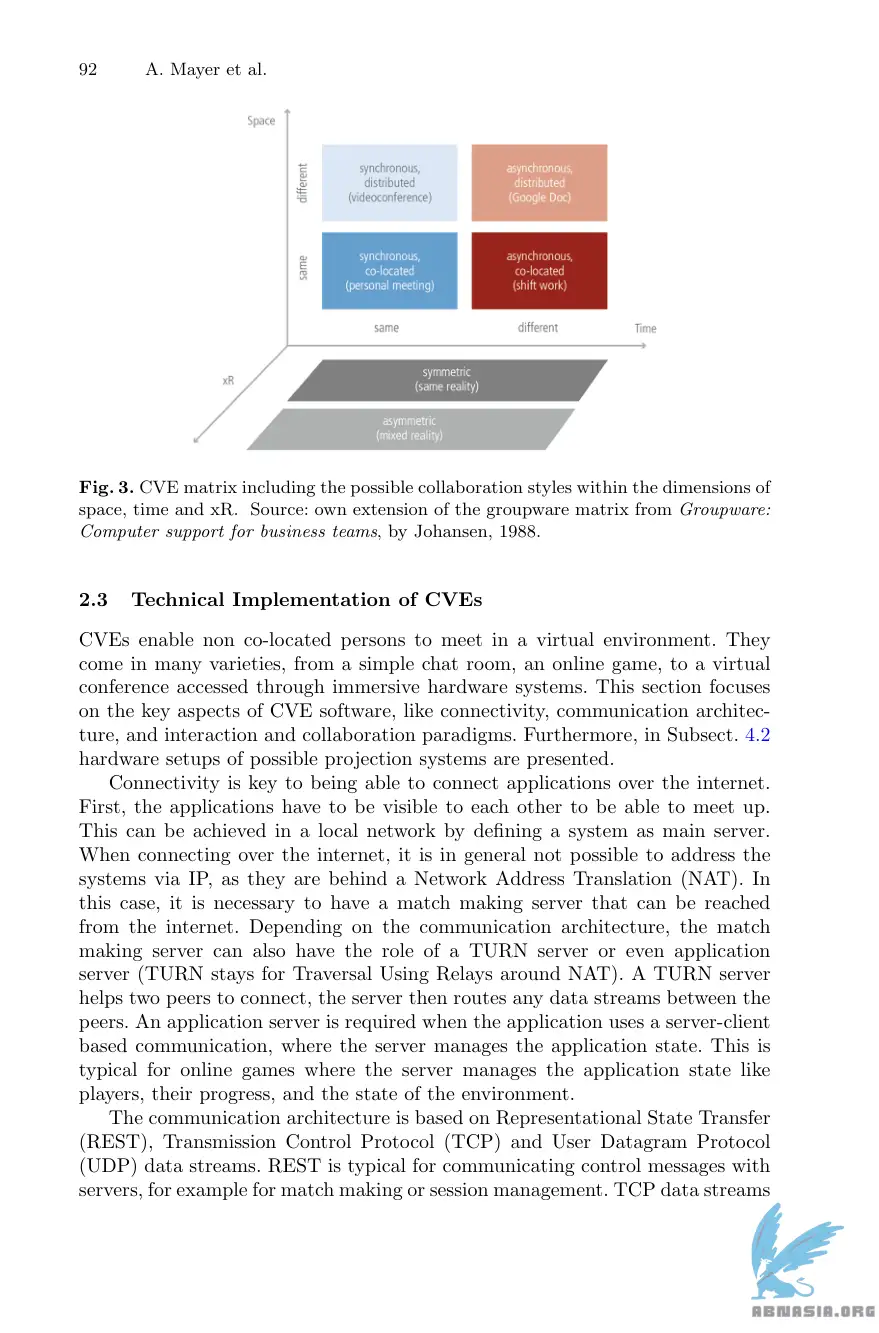 92 A. Mayer et al.
Space
different
synchronous,
distributed
(videoconference)
asynchronous,
distributed
(Google Doc)
same
synchronous,
co-located
(personal meeting)
asynchronous,
co-located
(shift work)
same
different
Time
xR
symmetric
(same reality)
asymmetric
(mixed reality)
Fig. 3. CVE matrix including the possible collaboration styles within the dimensions of
space, time and xR. Source: own extension of the groupware matrix from Groupware:
Computer support for business teams, by Johansen, 1988.
2.3 Technical Implementation of CVEs
CVEs enable non co-located persons to meet in a virtual environment. They
come in many varieties, from a simple chat room, an online game, to a virtual
conference accessed through immersive hardware systems. This section focuses
on the key aspects of CVE software, like connectivity, communication architec-
ture, and interaction and collaboration paradigms. Furthermore, in Subsect. 4.2
hardware setups of possible projection systems are presented.
Connectivity is key to being able to connect applications over the internet.
First, the applications have to be visible to each other to be able to meet up.
This can be achieved in a local network by defining a system as main server.
When connecting over the internet, it is in general not possible to address the
systems via IP, as they are behind a Network Address Translation (NAT). In
this case, it is necessary to have a match making server that can be reached
from the internet. Depending on the communication architecture, the match
making server can also have the role of a TURN server or even application
server (TURN stays for Traversal Using Relays around NAT). A TURN server
helps two peers to connect, the server then routes any data streams between the
peers. An application server is required when the application uses a server-client
based communication, where the server manages the application state. This is
typical for online games where the server manages the application state like
players, their progress, and the state of the environment.
The communication architecture is based on Representational State Transfer
(REST), Transmission Control Protocol (TCP) and User Datagram Protocol
(UDP) data streams. REST is typical for communicating control messages with
servers, for example for match making or session management. TCP data streams
ABNASIA.ORG